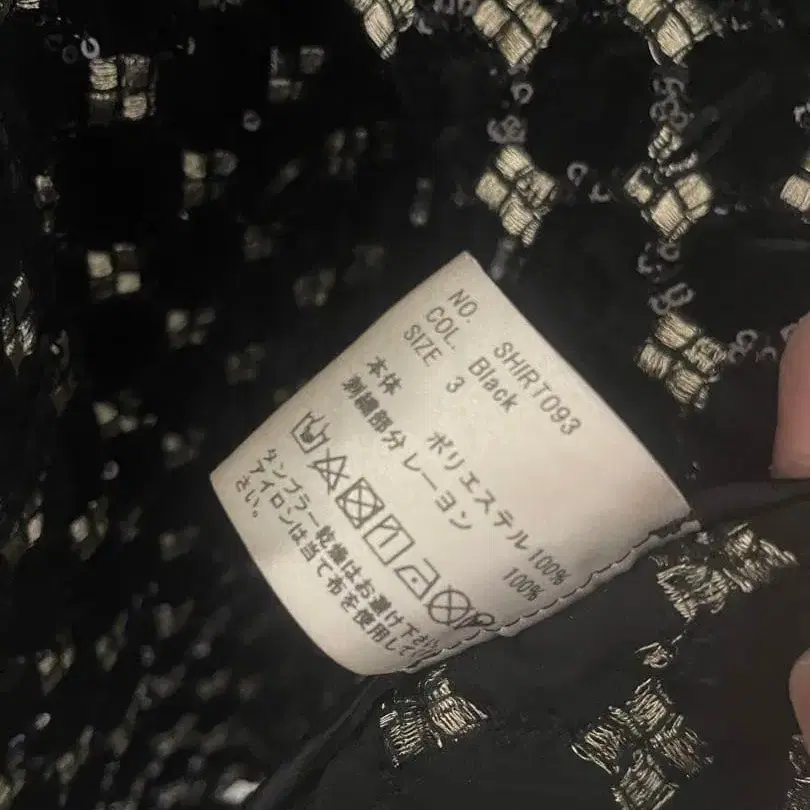 NO. SHIRT093
COL. Black
SIZE 3
本体 ポリエステル 100%
刺繍部分 レーヨン 100%
タンブラー乾燥はお避け下さい
アイロンは当て布を使用して
さい。